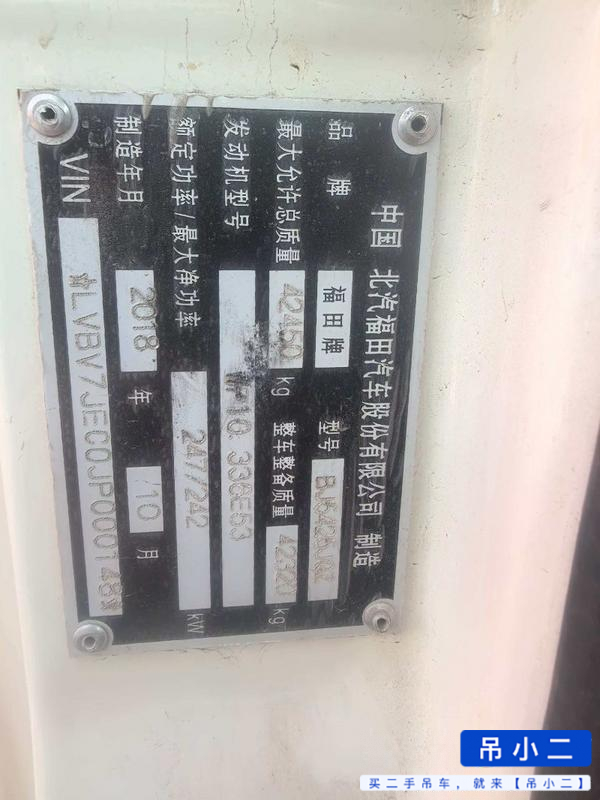 中国 北汽福田汽车股份有限公司 制造
品牌 福田牌 型号
最大允许总质量 42450 kg 整车整备质量 42320 kg
发动机型号 10.336E53
额定功率/最大净功率 247/242 kW
制造年月 2018 年 10 月
VIN *LVBV7JEC0JP000148*
吊小二
买二手吊车，就来【吊小二】